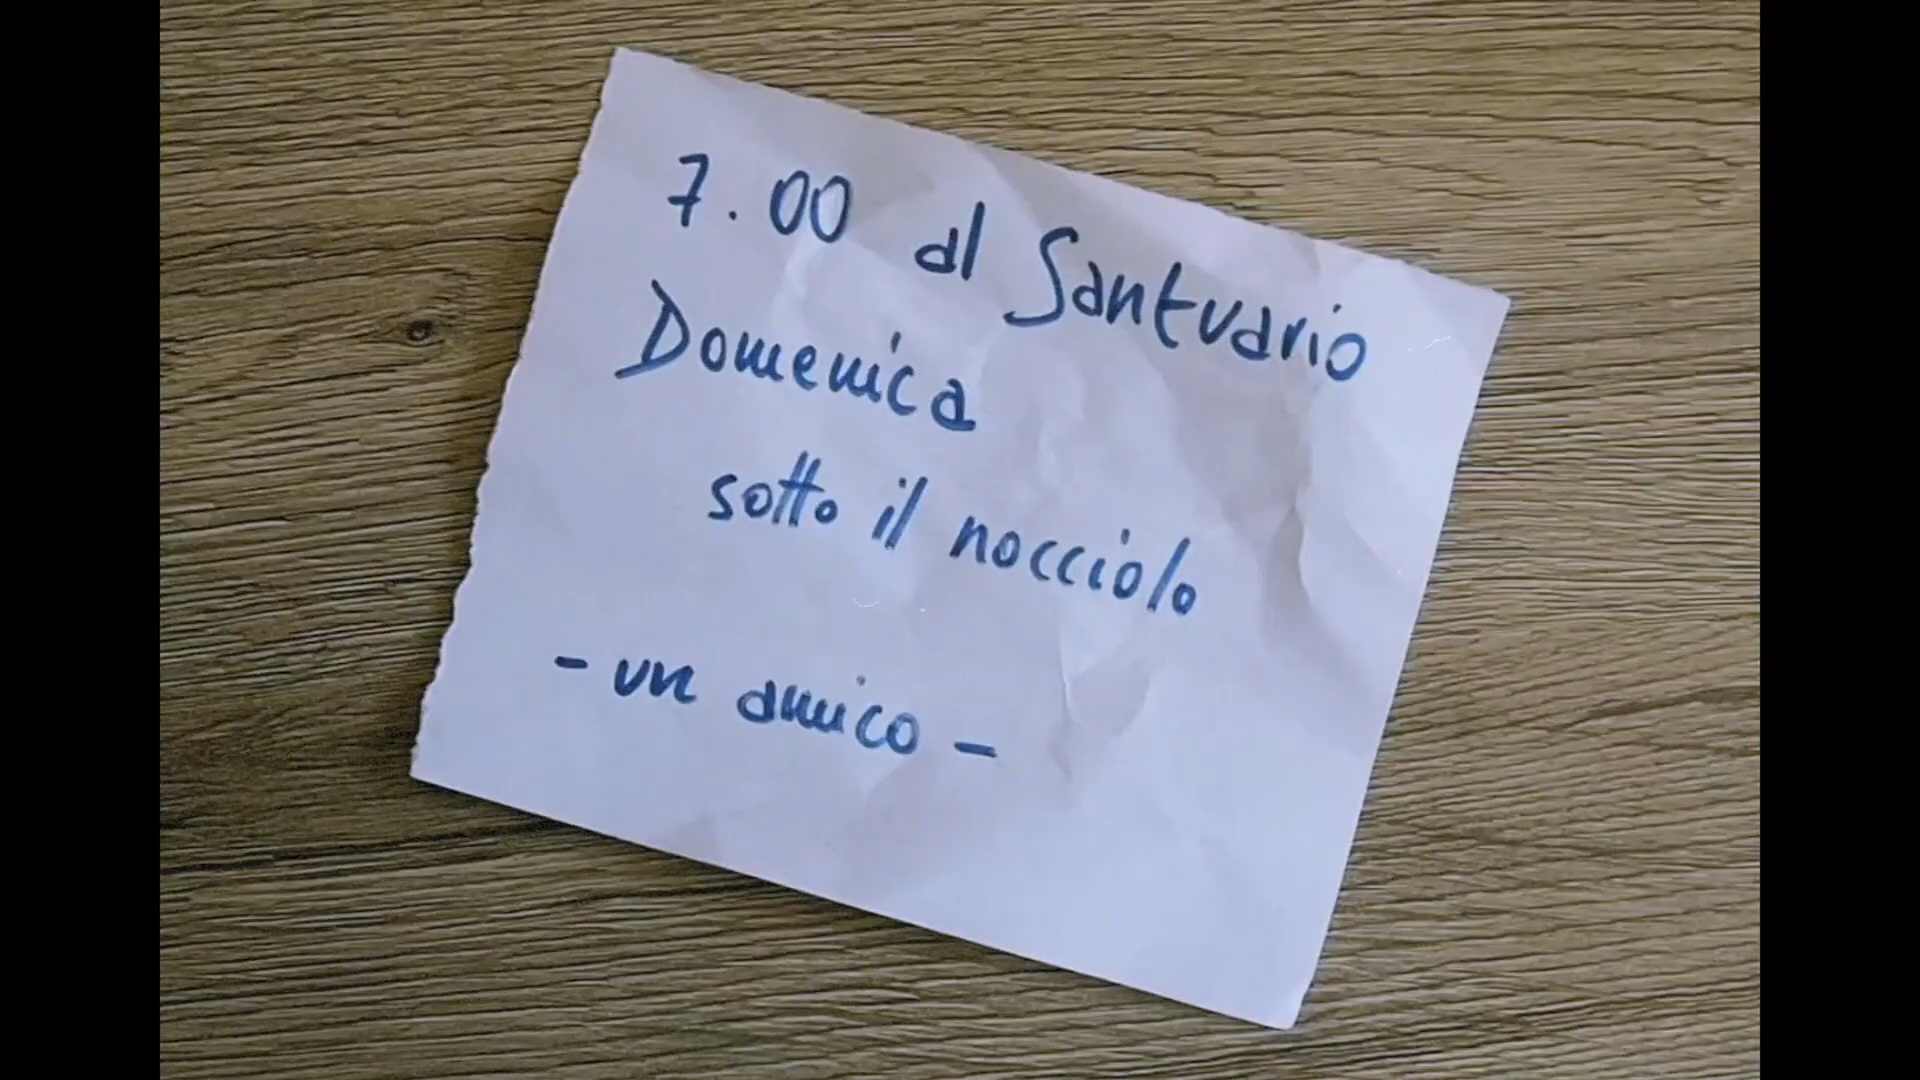 7.00 al Santuario
Domenica
sotto il nocciolo
- un amico -